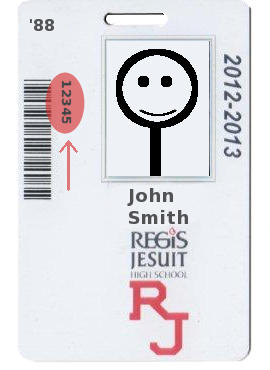 '88
12345
2012-2013
John
Smith
REGIS
JESUIT
HIGH SCHOOL
RJ